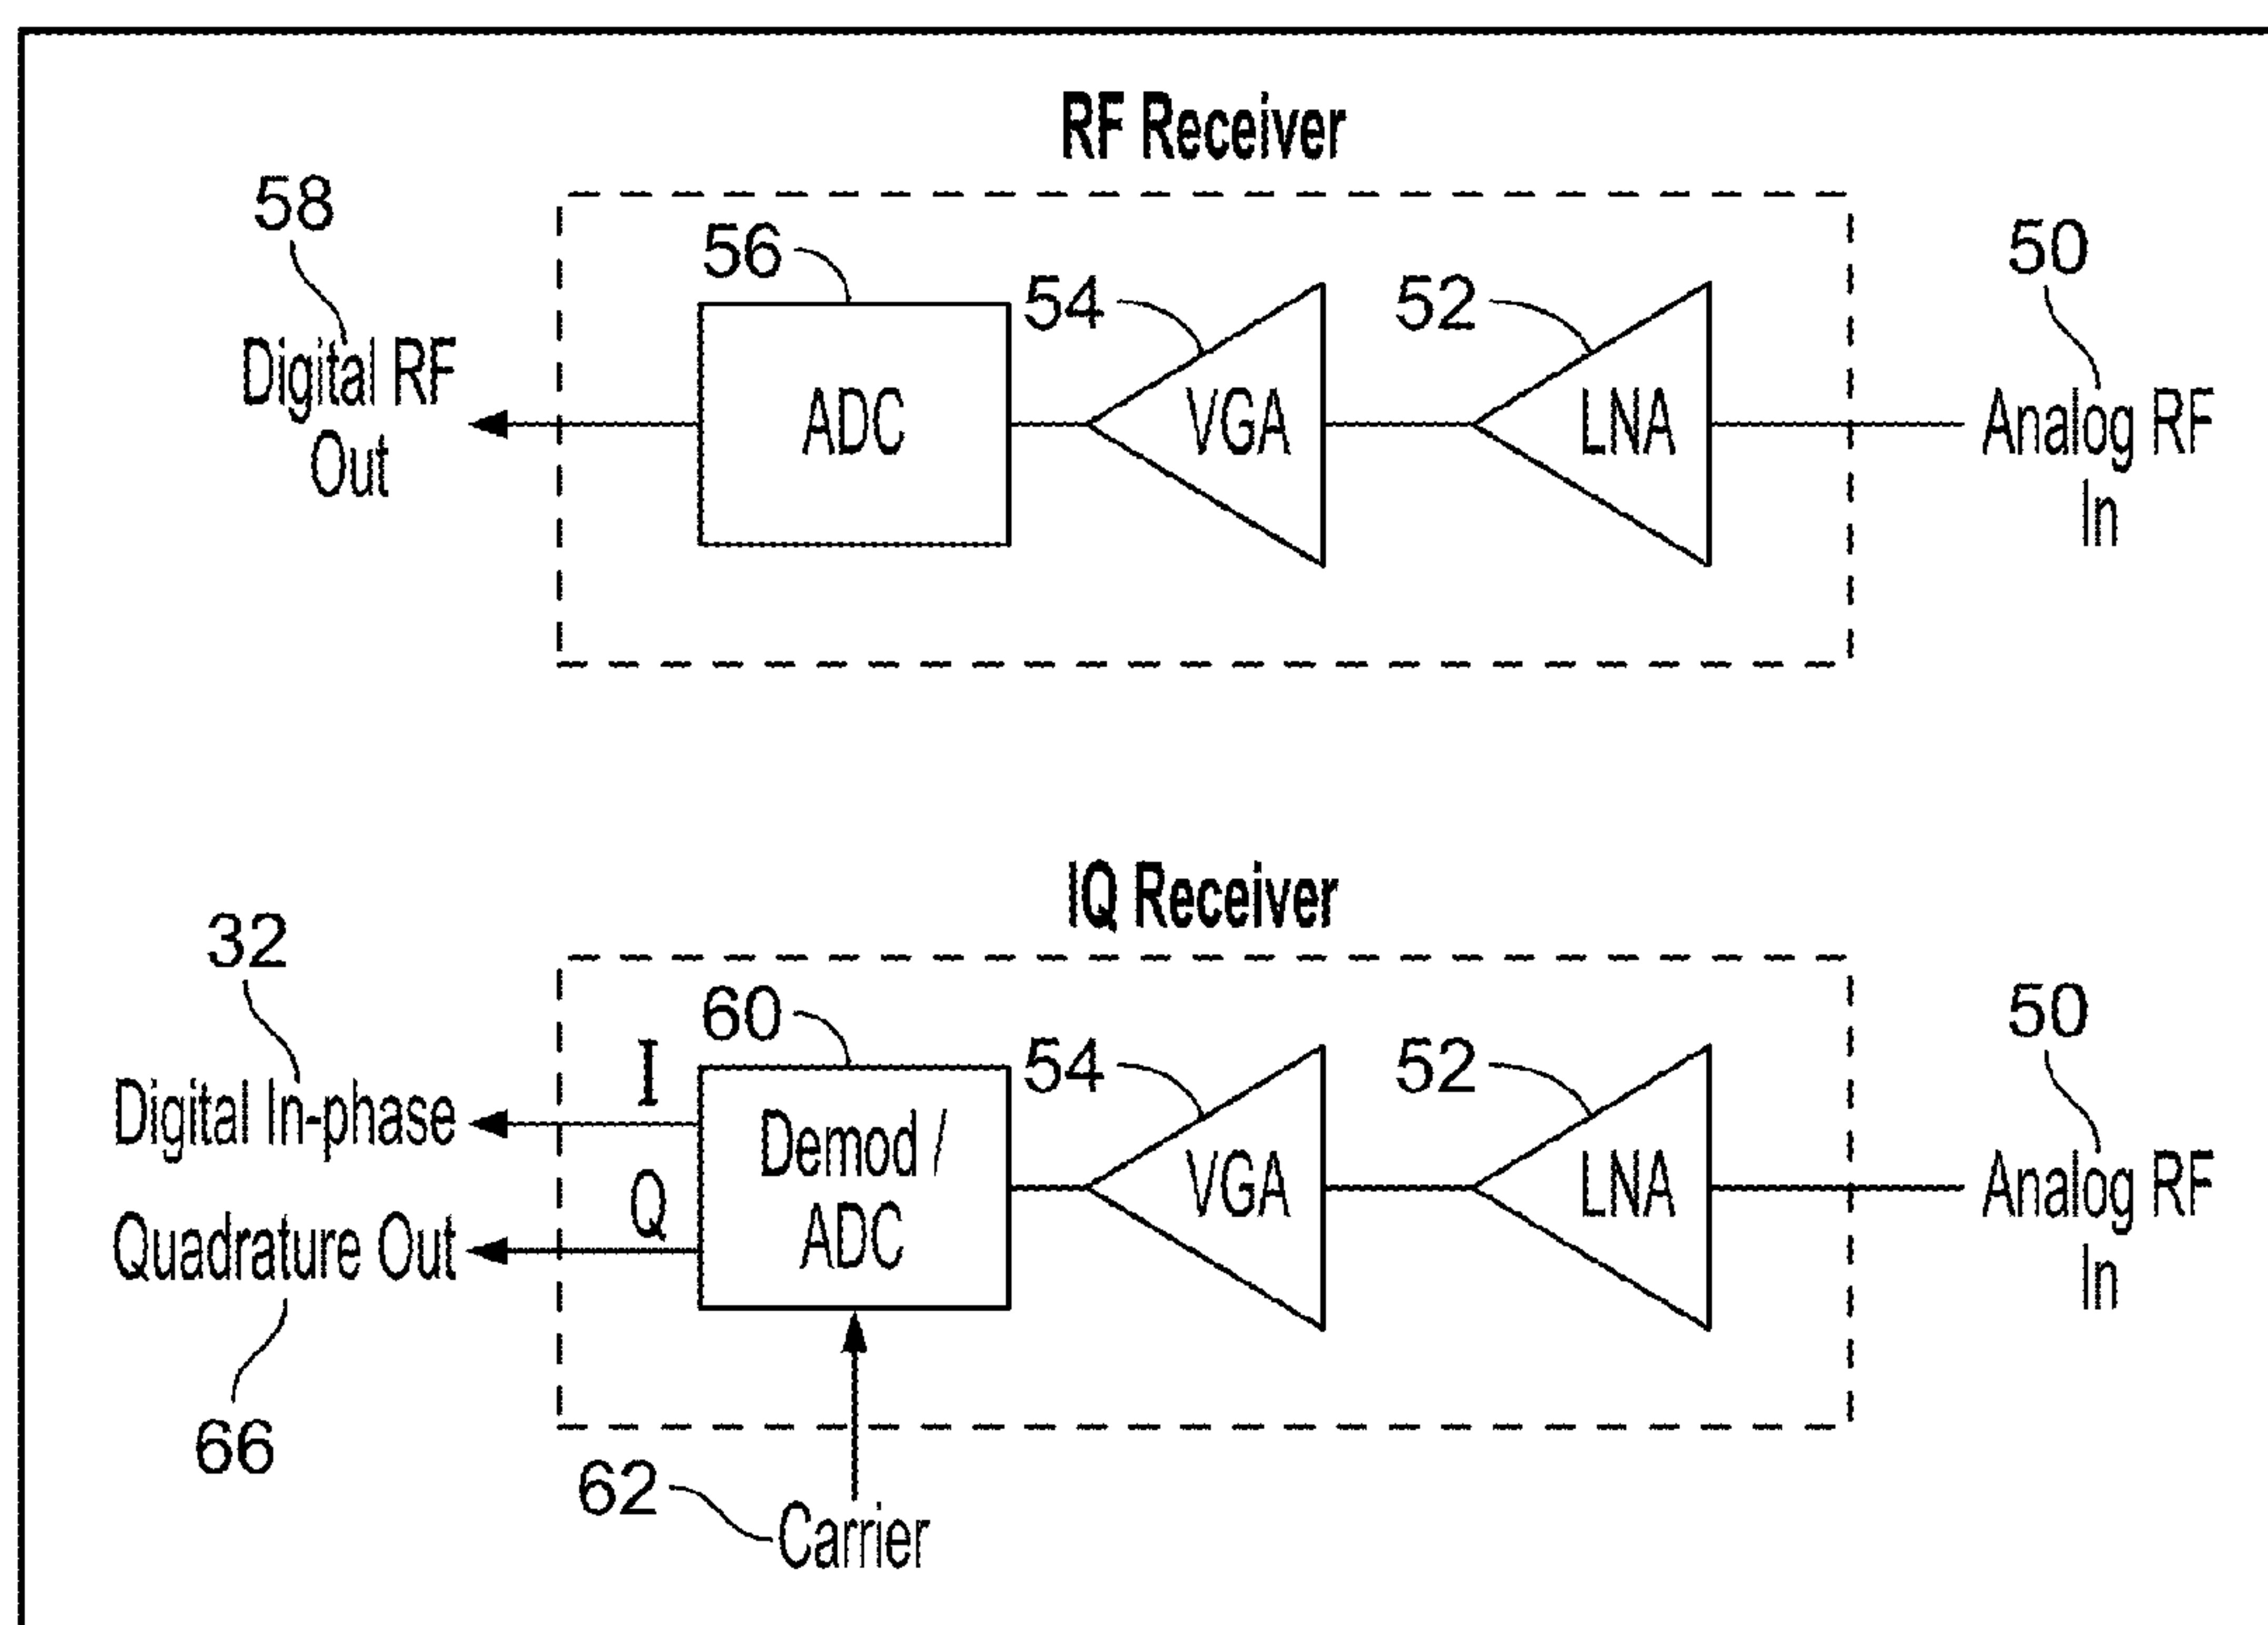 RF Receiver
58
56
54
52
50
Digital RF
Out
ADC
VGA
LNA
Analog RF
In
IQ Receiver
32
60
54
52
50
I
Digital In-phase
Q
Quadrature Out
Demod /
ADC
VGA
LNA
Analog RF
In
66
62
Carrier